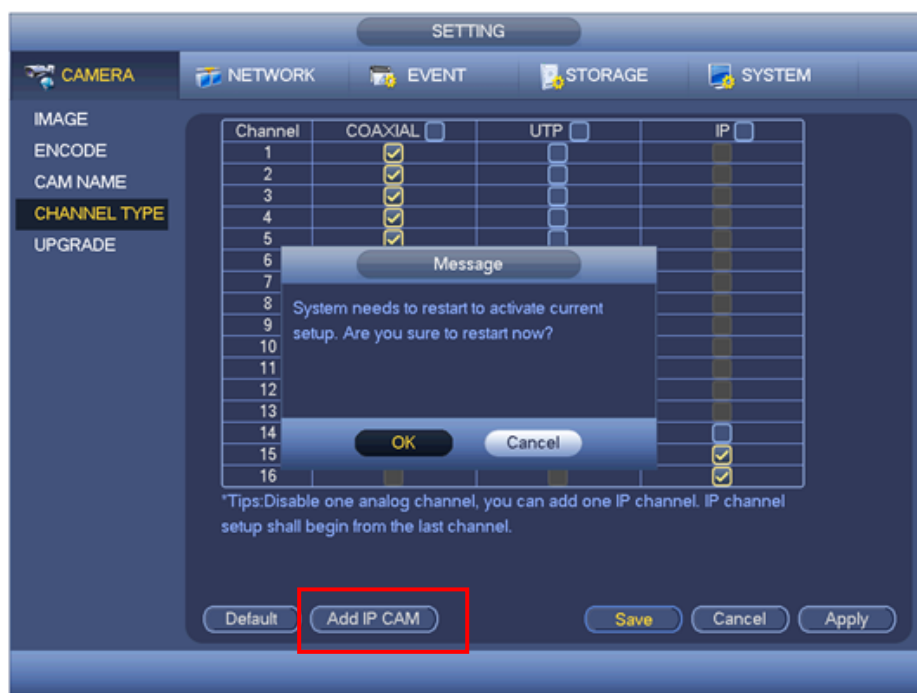 SETTING
CAMERA NETWORK EVENT STORAGE SYSTEM
IMAGE
ENCODE
CAM NAME
CHANNEL TYPE
UPGRADE
Channel COAXIAL UTP IP
1
2
3
4
5
6
7
8
9
10
11
12
13
14
15
16
Message
System needs to restart to activate current
setup. Are you sure to restart now?
OK Cancel
*Tips:Disable one analog channel, you can add one IP channel. IP channel
setup shall begin from the last channel.
Default Add IP CAM Save Cancel Apply